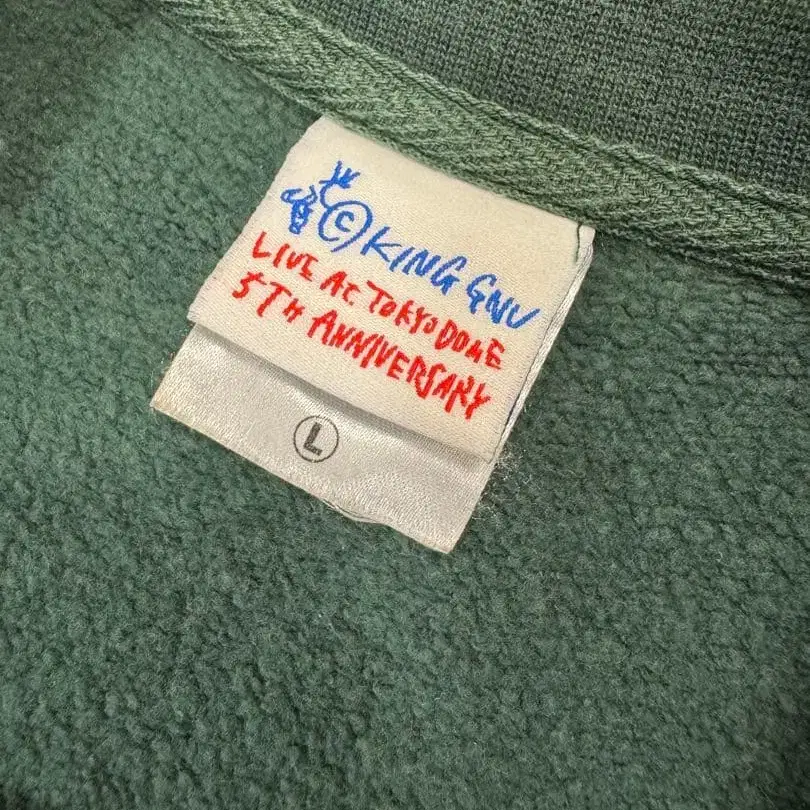 © KING GNU
LIVE AT TOKYO DOME
5TH ANNIVERSARY
L